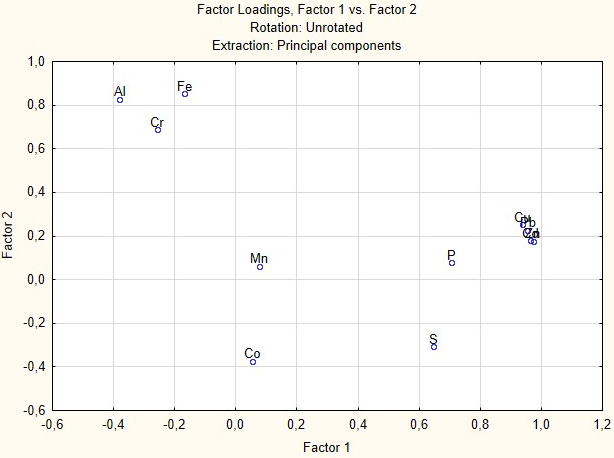 Factor Loadings, Factor 1 vs. Factor 2
Rotation: Unrotated
Extraction: Principal components
1,0
0,8
0,6
0,4
0,2
0,0
-0,2
-0,4
-0,6
Factor 2
Al
Fe
Cr
Mn
P
Co
S
-0,6 -0,4 -0,2 0,0 0,2 0,4 0,6 0,8 1,0 1,2
Factor 1